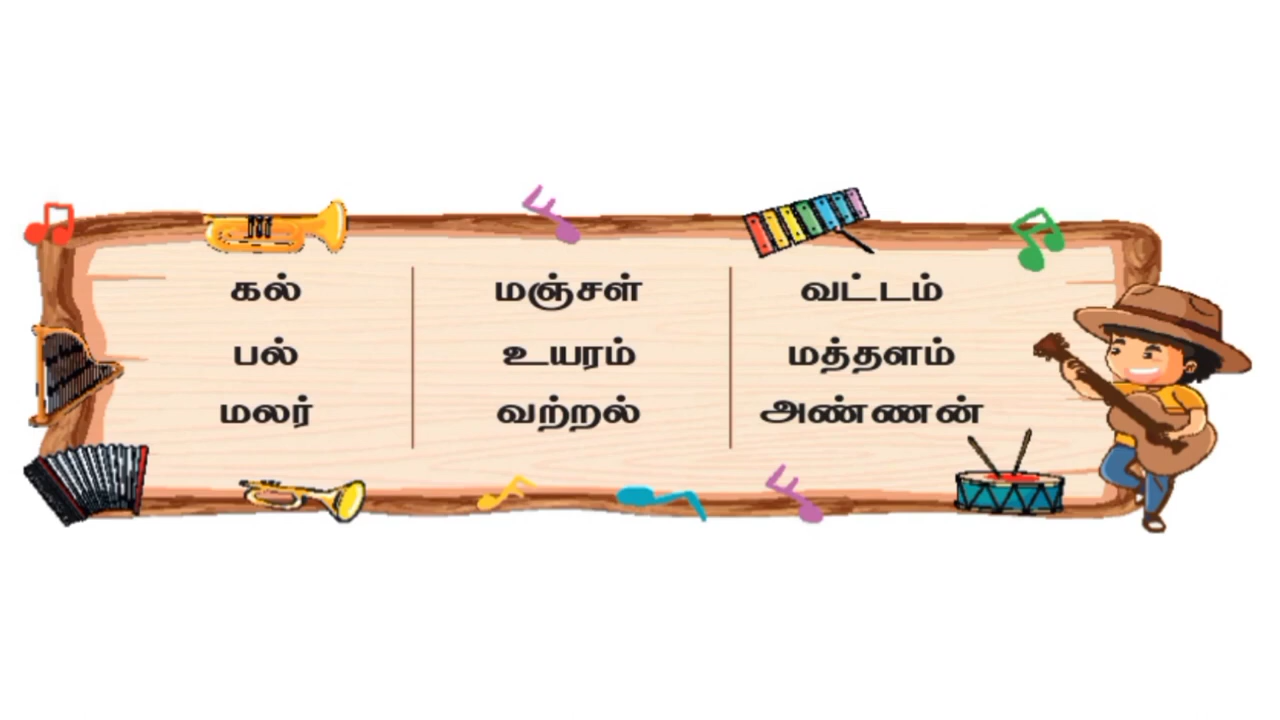 கல் மஞ்சள் வட்டம்
பல் உயரம் மத்தளம்
மலர் வற்றல் அண்ணன்